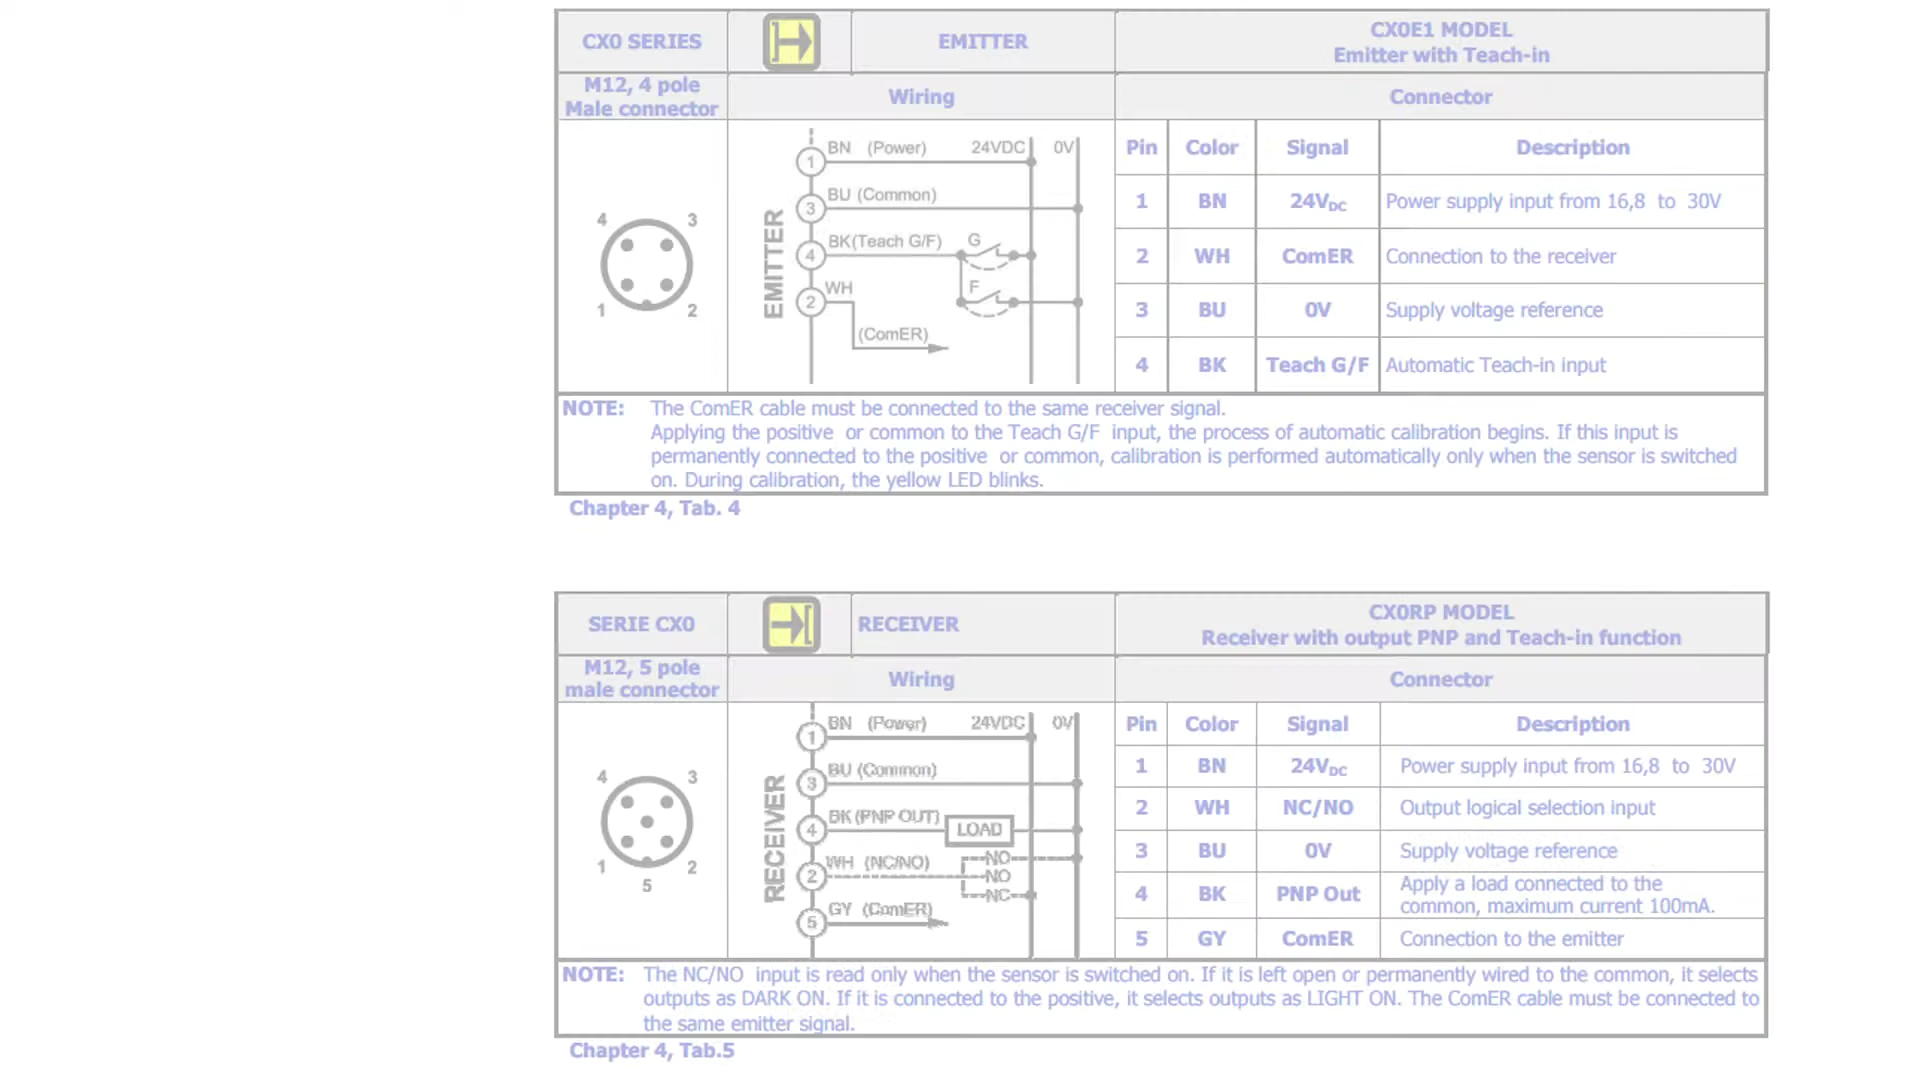 CX0 SERIES
EMITTER
CX0E1 MODEL
Emitter with Teach-in
M12, 4 pole
Male connector
Wiring
Connector
4 3
1 2
EMITTER
1 BN (Power) 24VDC 0V
3 BU (Common)
4 BK(Teach G/F) G
2 WH F
(ComER)
Pin Color Signal Description
1 BN 24VDC Power supply input from 16,8 to 30V
2 WH ComER Connection to the receiver
3 BU 0V Supply voltage reference
4 BK Teach G/F Automatic Teach-in input
NOTE: The ComER cable must be connected to the same receiver signal.
Applying the positive or common to the Teach G/F input, the process of automatic calibration begins. If this input is
permanently connected to the positive or common, calibration is performed automatically only when the sensor is switched
on. During calibration, the yellow LED blinks.
Chapter 4, Tab. 4
SERIE CX0
RECEIVER
CX0RP MODEL
Receiver with output PNP and Teach-in function
M12, 5 pole
male connector
Wiring
Connector
4 3
1 2
5
RECEIVER
1 BN (Power) 24VDC 0V
3 BU (Common)
4 BK (PNP OUT) LOAD
2 WH (NC/NO) NO
NO
NC
5 GY (ComER)
Pin Color Signal Description
1 BN 24VDC Power supply input from 16,8 to 30V
2 WH NC/NO Output logical selection input
3 BU 0V Supply voltage reference
4 BK PNP Out Apply a load connected to the
common, maximum current 100mA.
5 GY ComER Connection to the emitter
NOTE: The NC/NO input is read only when the sensor is switched on. If it is left open or permanently wired to the common, it selects
outputs as DARK ON. If it is connected to the positive, it selects outputs as LIGHT ON. The ComER cable must be connected to
the same emitter signal.
Chapter 4, Tab.5